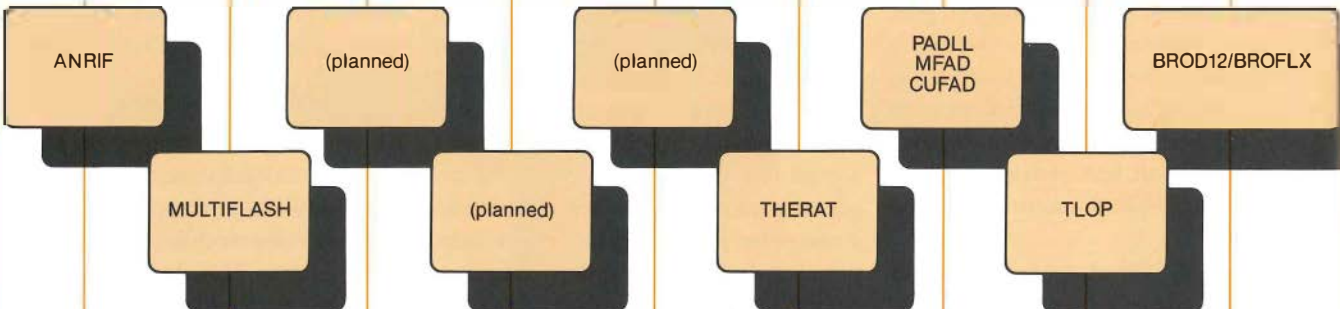 ANRIF
(planned)
(planned)
PADLL
MFAD
CUFAD
BROD12/BROFLX
MULTIFLASH
(planned)
THERAT
TLOP